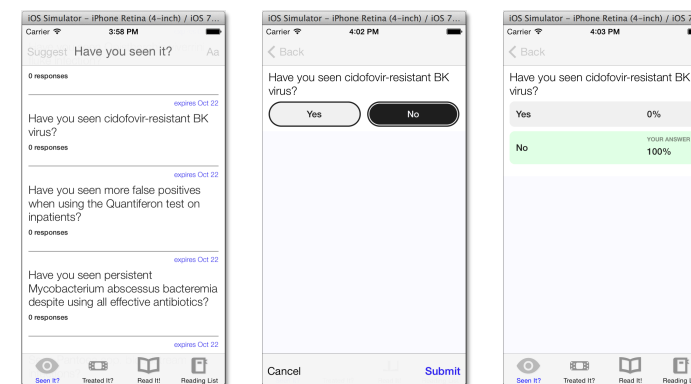 iOS Simulator – iPhone Retina (4-inch) / iOS 7...
Carrier
3:58 PM
Suggest
Have you seen it?
Aa
0 responses
expires Oct 22
Have you seen cidofovir-resistant BK
virus?
0 responses
expires Oct 22
Have you seen more false positives
when using the Quantiferon test on
inpatients?
0 responses
expires Oct 22
Have you seen persistent
Mycobacterium abscessus bacteremia
despite using all effective antibiotics?
0 responses
expires Oct 22
Seen It?
Treated It?
Read It!
Reading List
iOS Simulator – iPhone Retina (4-inch) / iOS 7...
Carrier
4:02 PM
Back
Have you seen cidofovir-resistant BK
virus?
Yes
No
Cancel
Submit
iOS Simulator – iPhone Retina (4-inch) / iOS 7
Carrier
4:03 PM
Back
Have you seen cidofovir-resistant BK
virus?
Yes
0%
YOUR ANSWER
No
100%
Seen It?
Treated It?
Read It!
Reading L